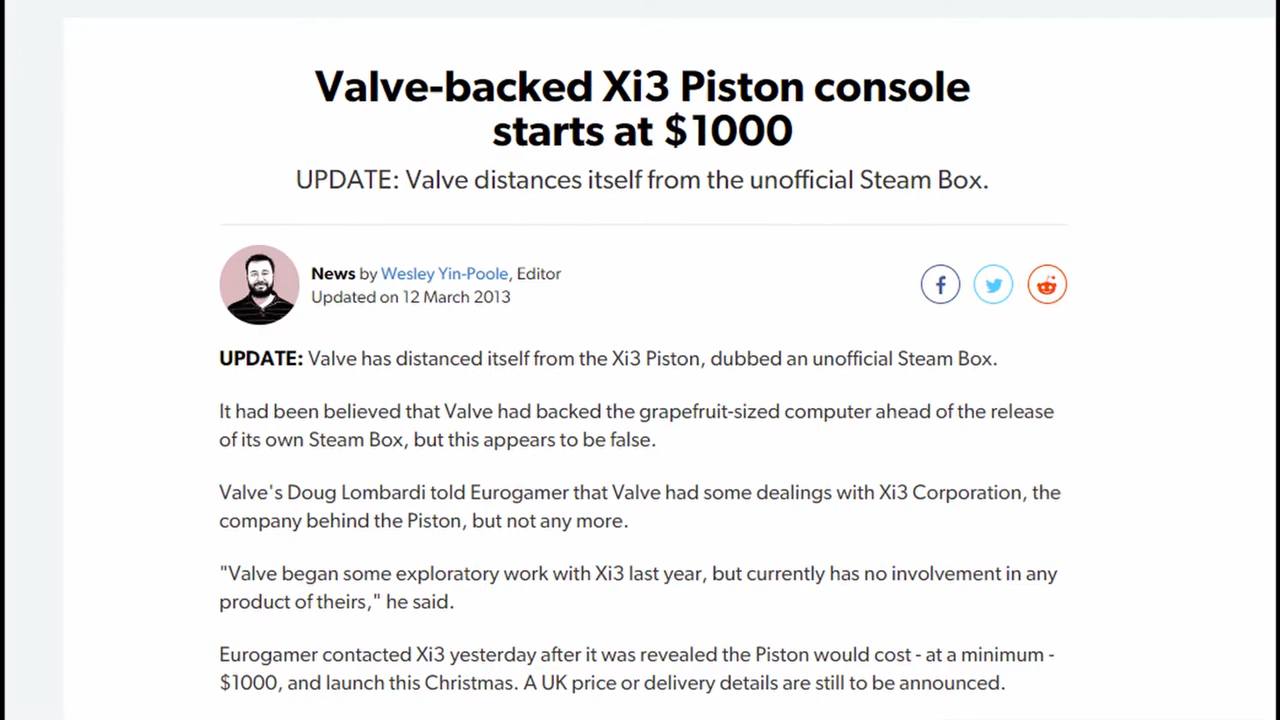 Valve-backed Xi3 Piston console
starts at $1000
UPDATE: Valve distances itself from the unofficial Steam Box.
News by Wesley Yin-Poole, Editor
Updated on 12 March 2013
UPDATE: Valve has distanced itself from the Xi3 Piston, dubbed an unofficial Steam Box.
It had been believed that Valve had backed the grapefruit-sized computer ahead of the release
of its own Steam Box, but this appears to be false.
Valve's Doug Lombardi told Eurogamer that Valve had some dealings with Xi3 Corporation, the
company behind the Piston, but not any more.
"Valve began some exploratory work with Xi3 last year, but currently has no involvement in any
product of theirs," he said.
Eurogamer contacted Xi3 yesterday after it was revealed the Piston would cost - at a minimum -
$1000, and launch this Christmas. A UK price or delivery details are still to be announced.